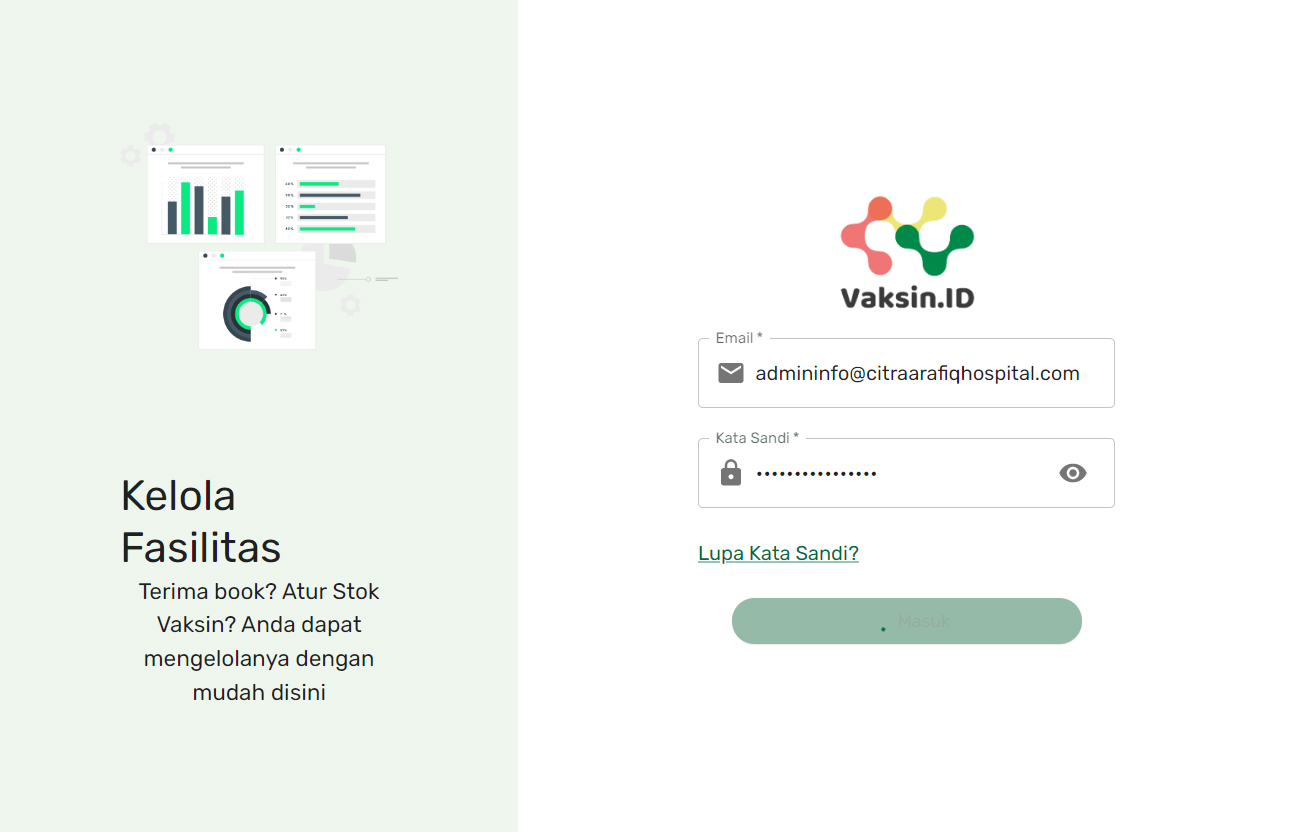 Kelola
Fasilitas
Terima book? Atur Stok
Vaksin? Anda dapat
mengelolanya dengan
mudah disini
Vaksin.ID
Email *
admininfo@citraarafiqhospital.com
Kata Sandi *
••••••••••••••••
Lupa Kata Sandi?
Masuk